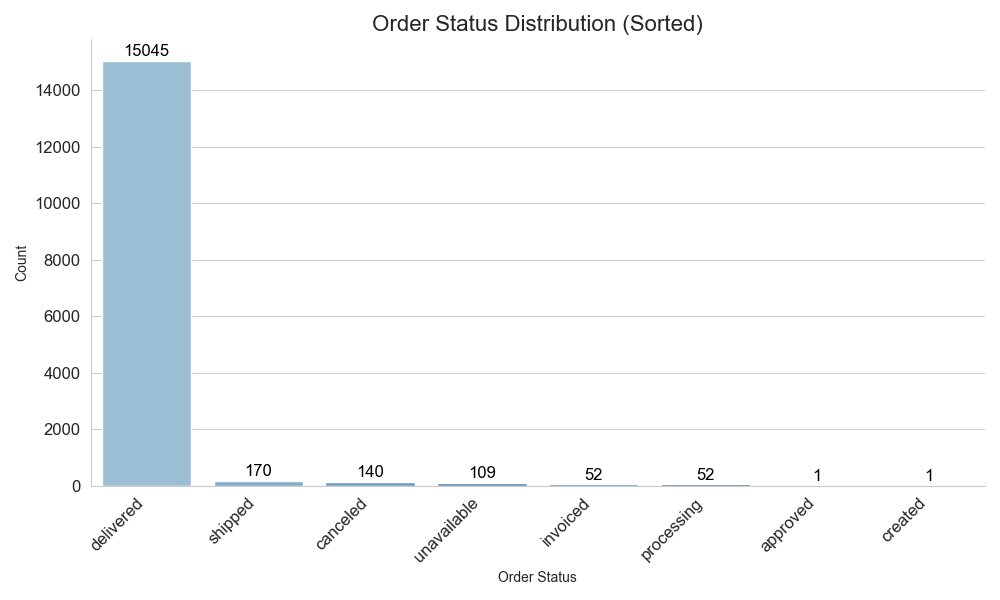 Order Status Distribution (Sorted)
15045
14000
12000
10000
8000
6000
4000
2000
0
Count
170
140
109
52
52
1
1
delivered
shipped
canceled
unavailable
invoiced
processing
approved
created
Order Status